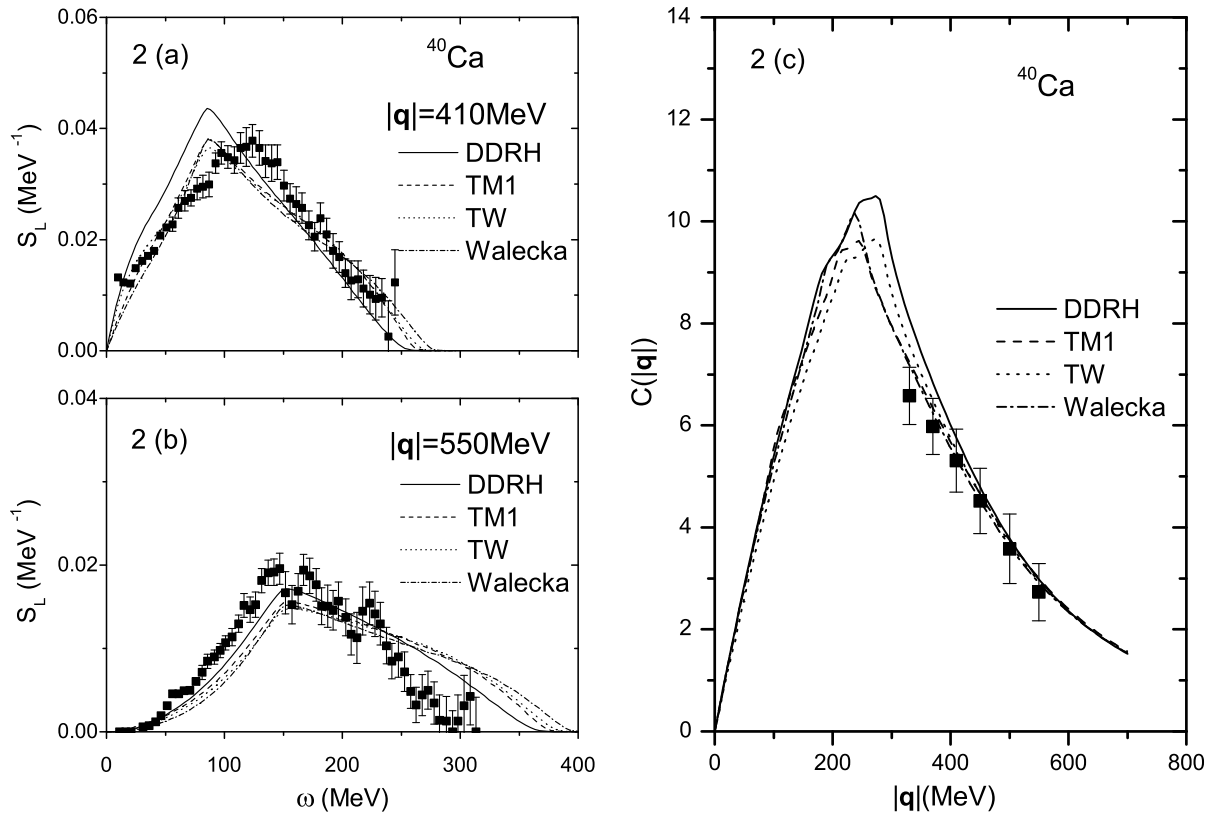 0.06
2 (a)
40Ca
|q|=410MeV
DDRH
TM1
TW
Walecka
0.04
0.02
0.00
SL (MeV -1)
0.04
2 (b)
|q|=550MeV
DDRH
TM1
TW
Walecka
0.02
0.00
SL (MeV -1)
0
100
200
300
400
ω (MeV)
14
2 (c)
40Ca
12
10
8
6
4
2
0
C(|q|)
DDRH
TM1
TW
Walecka
0
200
400
600
800
|q|(MeV)